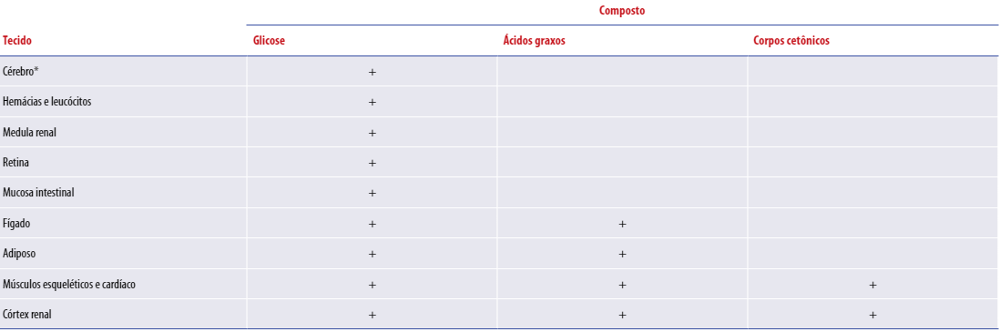 Composto
Tecido Glicose Ácidos graxos Corpos cetônicos
Cérebro* +
Hemácias e leucócitos +
Medula renal +
Retina +
Mucosa intestinal +
Fígado + +
Adiposo + +
Músculos esqueléticos e cardíaco + + +
Córtex renal + + +